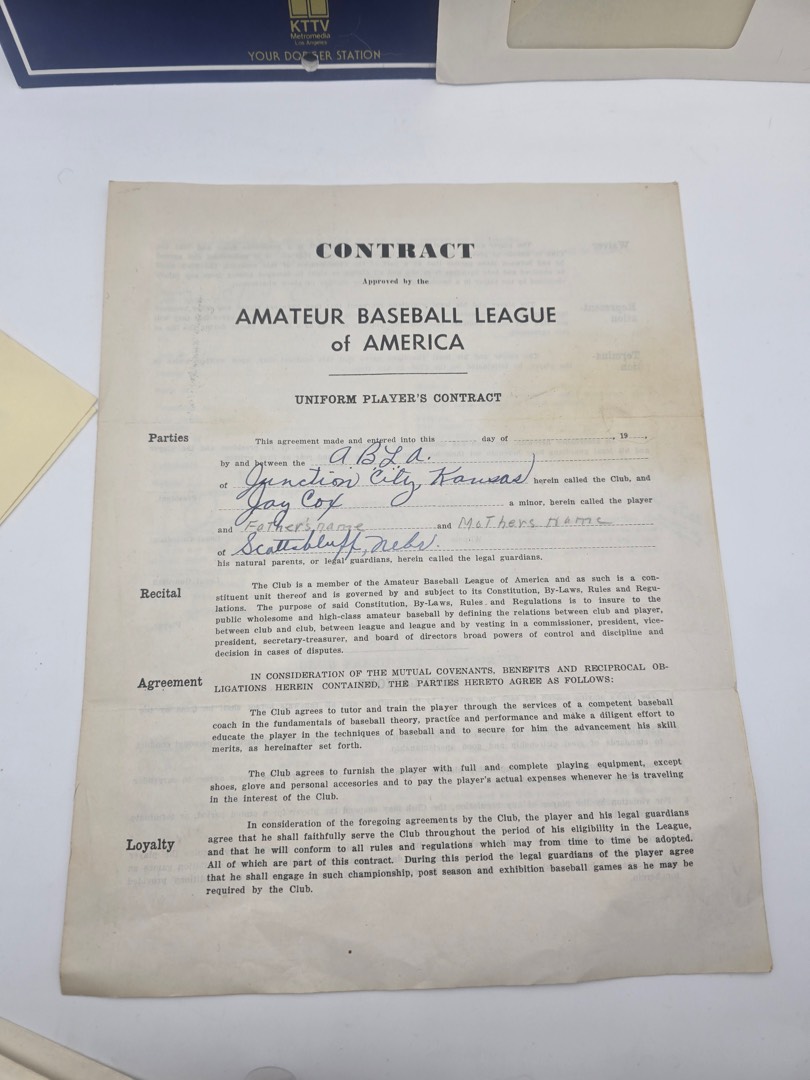 KTTV
Metromedia
Los Angeles
YOUR DODGER STATION
CONTRACT
Approved by the
AMATEUR BASEBALL LEAGUE
of AMERICA
UNIFORM PLAYER'S CONTRACT
Parties
This agreement made and entered into this ........ day of ........, 19.....,
by and between the A B L A.
of Junction City, Kansas) herein called the Club, and
Jay Cox a minor, herein called the player
and Father's name and MoThers Name
of Scottsbluff, Nebr.
his natural parents, or legal guardians, herein called the legal guardians.
Recital
The Club is a member of the Amateur Baseball League of America and as such is a con-
stituent unit thereof and is governed by and subject to its Constitution, By-Laws, Rules and Regu-
lations. The purpose of said Constitution, By-Laws, Rules and Regulations is to insure to the
public wholesome and high-class amateur baseball by defining the relations between club and player,
between club and club, between league and league and by vesting in a commissioner, president, vice-
president, secretary-treasurer, and board of directors broad powers of control and discipline and
decision in cases of disputes.
Agreement
IN CONSIDERATION OF THE MUTUAL COVENANTS, BENEFITS AND RECIPROCAL OB-
LIGATIONS HEREIN CONTAINED, THE PARTIES HERETO AGREE AS FOLLOWS:
The Club agrees to tutor and train the player through the services of a competent baseball
coach in the fundamentals of baseball theory, practice and performance and make a diligent effort to
educate the player in the techniques of baseball and to secure for him the advancement his skill
merits, as hereinafter set forth.
The Club agrees to furnish the player with full and complete playing equipment, except
shoes, glove and personal accesories and to pay the player's actual expenses whenever he is traveling
in the interest of the Club.
Loyalty
In consideration of the foregoing agreements by the Club, the player and his legal guardians
agree that he shall faithfully serve the Club throughout the period of his eligibility in the League,
and that he will conform to all rules and regulations which may from time to time be adopted.
All of which are part of this contract. During this period the legal guardians of the player agree
that he shall engage in such championship, post season and exhibition baseball games as he may be
required by the Club.